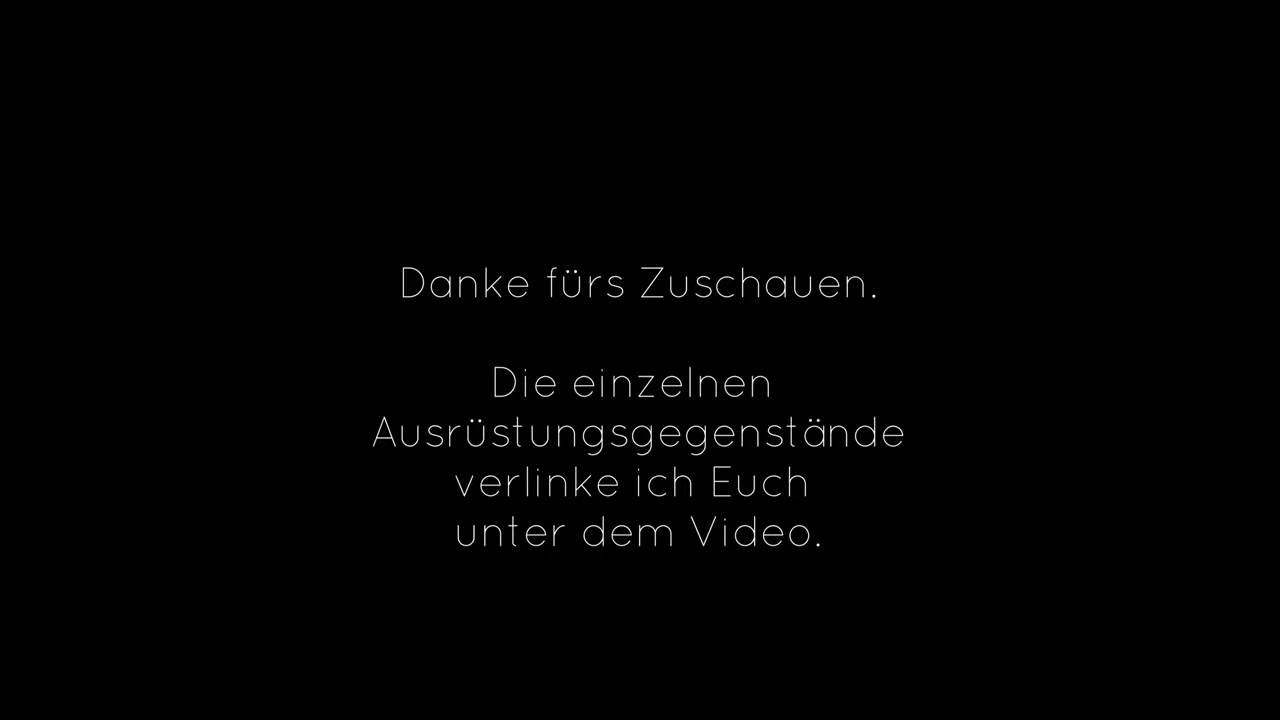 Danke fürs Zuschauen.
Die einzelnen
Ausrüstungsgegenstände
verlinke ich Euch
unter dem Video.